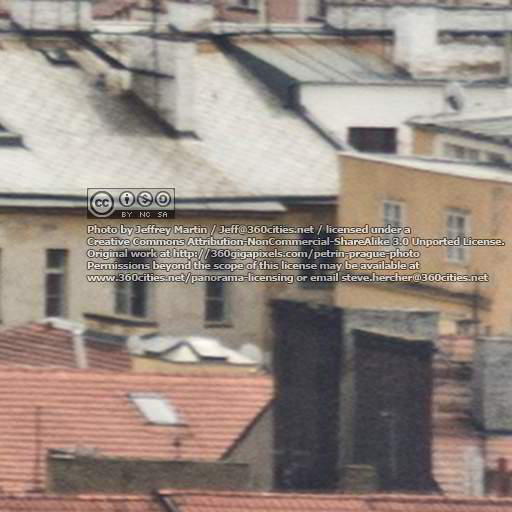 cc BY NC SA
Photo by Jeffrey Martin / Jeff@360cities.net / licensed under a
Creative Commons Attribution-NonCommercial-ShareAlike 3.0 Unported License.
Original work at http://360gigapixels.com/petrin-prague-photo
Permissions beyond the scope of this license may be available at
www.360cities.net/panorama-licensing or email steve.hercher@360cities.net